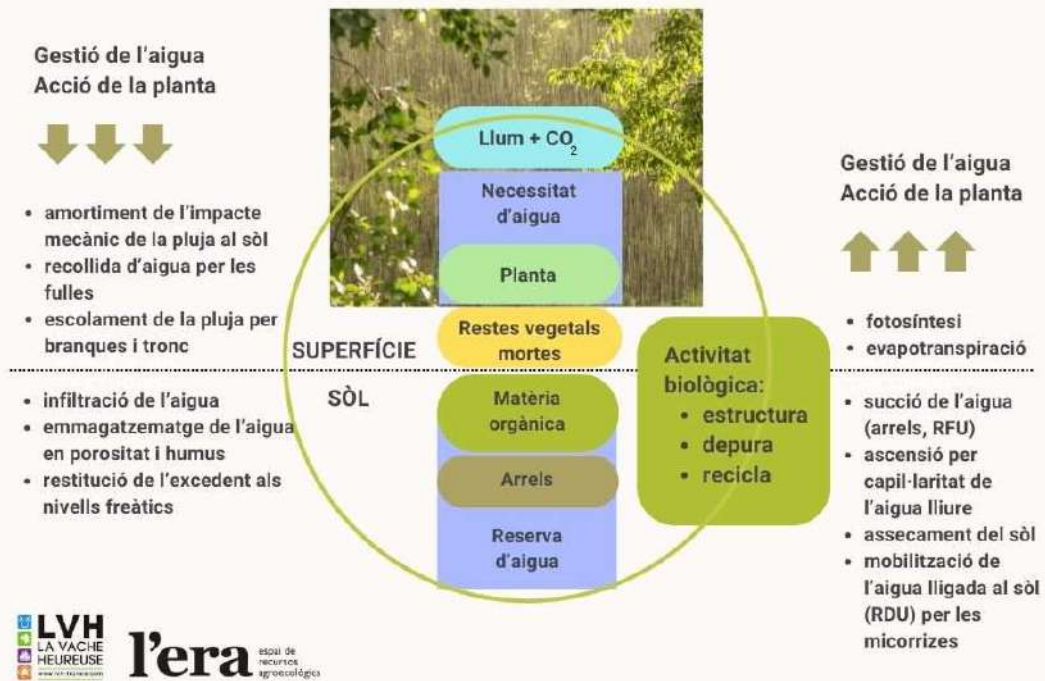 Gestió de l'aigua
Acció de la planta
• amortiment de l'impacte
mecànic de la pluja al sòl
• recollida d'aigua per les
fulles
• escolament de la pluja per
branques i tronc
• infiltració de l'aigua
• emmagatzematge de l'aigua
en porositat i humus
• restitució de l'excedent als
nivells freàtics
Llum + CO₂
Necessitat
d'aigua
Planta
Restes vegetals
mortes
SUPERFÍCIE
SÒL
Matèria
orgànica
Arrels
Reserva
d'aigua
Activitat
biològica:
• estructura
• depura
• recicla
Gestió de l'aigua
Acció de la planta
• fotosíntesi
• evapotranspiració
• succió de l'aigua
(arrels, RFU)
• ascensió per
capil·laritat de
l'aigua lliure
• assecament del sòl
• mobilització de
l'aigua lligada al sòl
(RDU) per les
micorrizes
LVH
LA VACHE
HEUREUSE
l'era
espai de
recursos
agroecològics